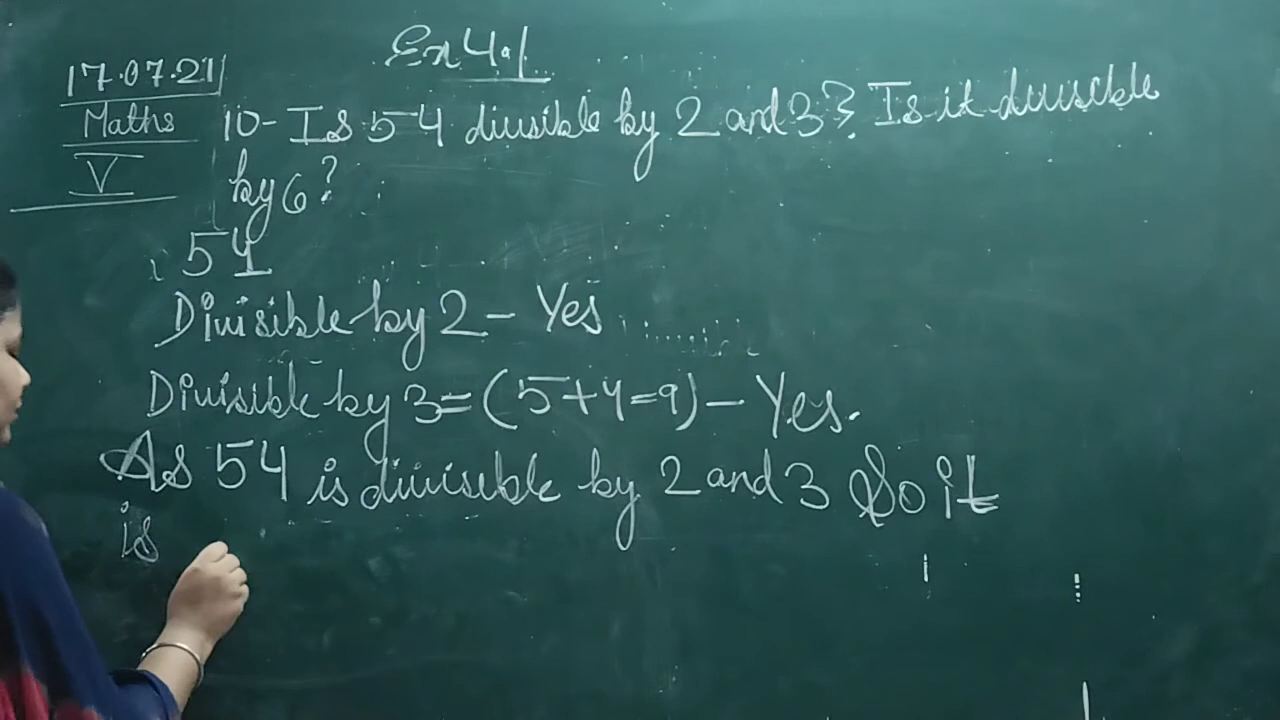 Ex 4.1
17.07.21
Maths
V
10- Is 54 divisible by 2 and 3? Is it divisible
by 6?
54
Divisible by 2 - Yes
Divisible by 3 = (5+4=9) - Yes.
As 54 is divisible by 2 and 3 So it
is